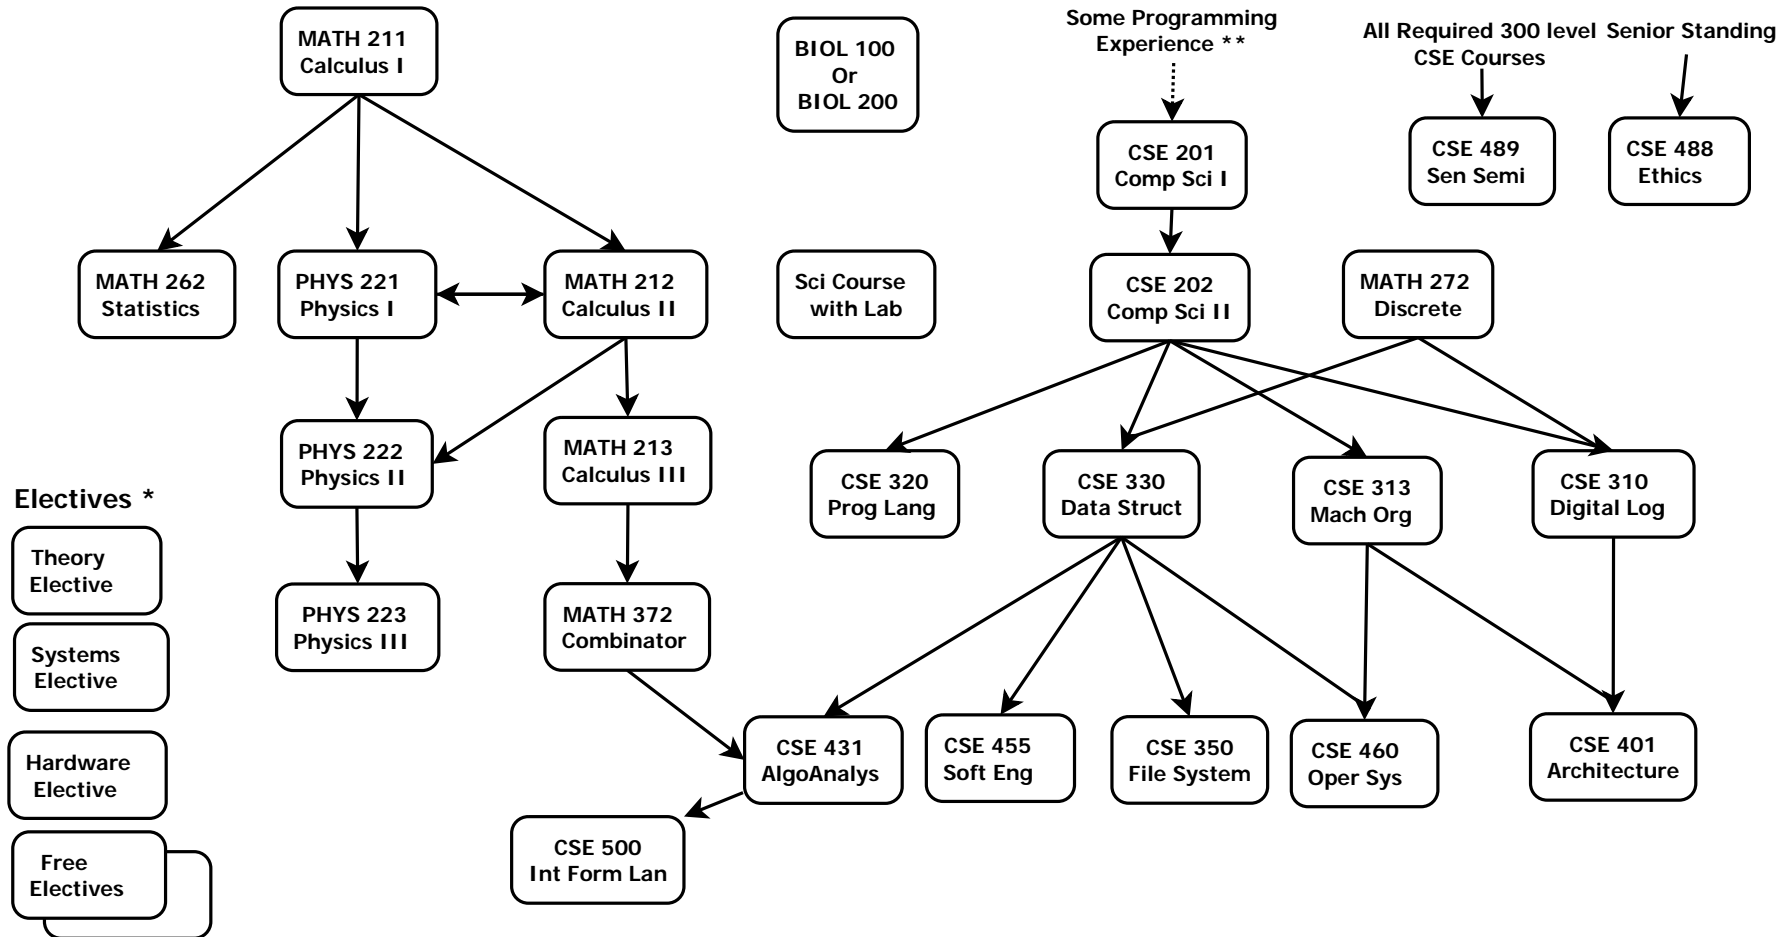 MATH 211
Calculus I
BIOL 100
Or
BIOL 200
Some Programming
Experience **
All Required 300 level
CSE Courses
Senior Standing
CSE 201
Comp Sci I
CSE 489
Sen Semi
CSE 488
Ethics
MATH 262
Statistics
PHYS 221
Physics I
MATH 212
Calculus II
Sci Course
with Lab
CSE 202
Comp Sci II
MATH 272
Discrete
PHYS 222
Physics II
MATH 213
Calculus III
CSE 320
Prog Lang
CSE 330
Data Struct
CSE 313
Mach Org
CSE 310
Digital Log
Electives *
Theory
Elective
Systems
Elective
Hardware
Elective
Free
Electives
PHYS 223
Physics III
MATH 372
Combinator
CSE 431
AlgoAnalys
CSE 455
Soft Eng
CSE 350
File System
CSE 460
Oper Sys
CSE 401
Architecture
CSE 500
Int Form Lan